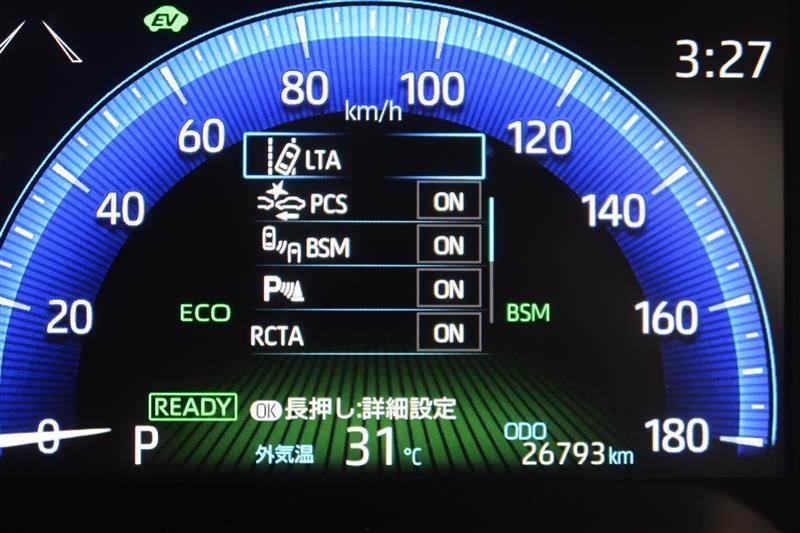 EV
3:27
80
100
km/h
60
120
LTA
40
PCS ON
140
BSM ON
P ON
20
ECO
BSM
160
RCTA ON
READY
OK 長押し:詳細設定
0
P
外気温 31℃
ODO
26793 km
180